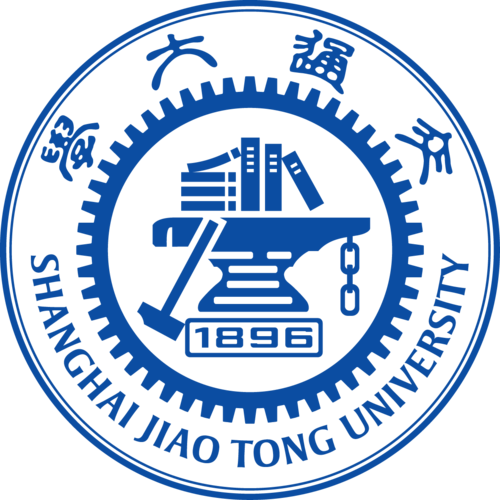 交通大學
1896
SHANGHAI JIAO TONG UNIVERSITY